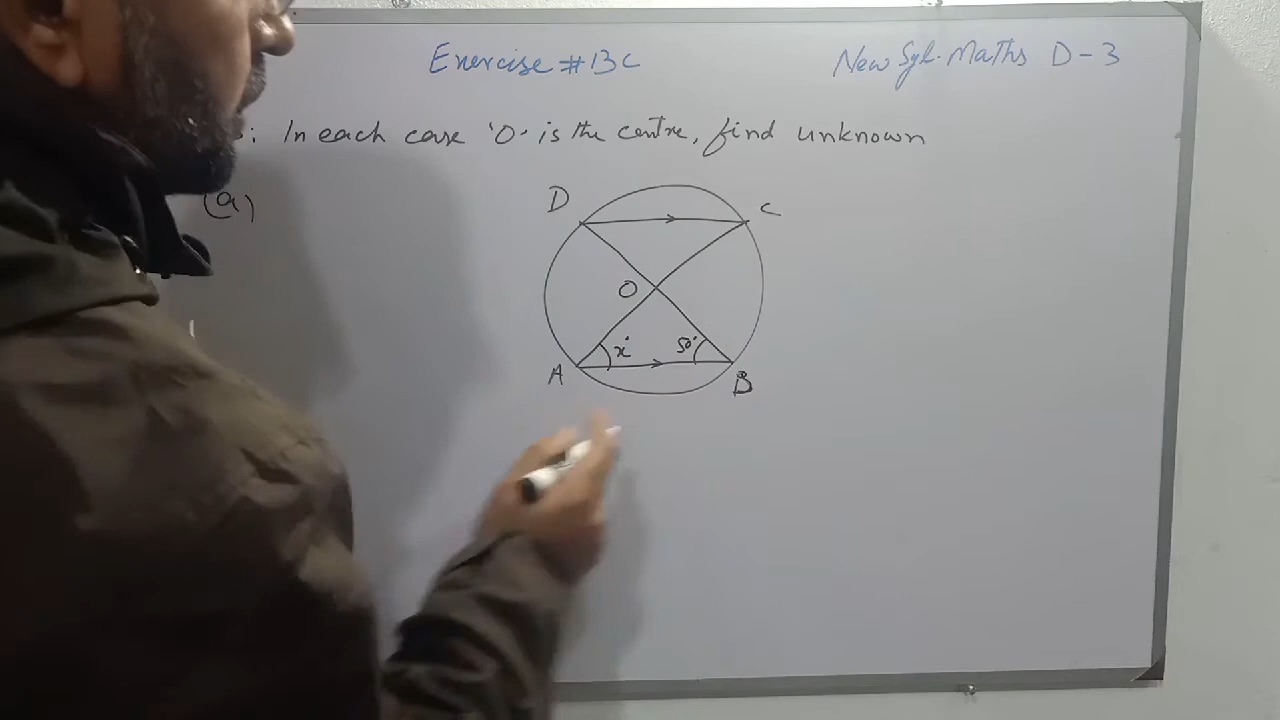 Exercise #13C
New Syl. Maths D-3
: In each case 'O' is the centre, find unknown
(a)
D
C
O
x°
50°
A
B